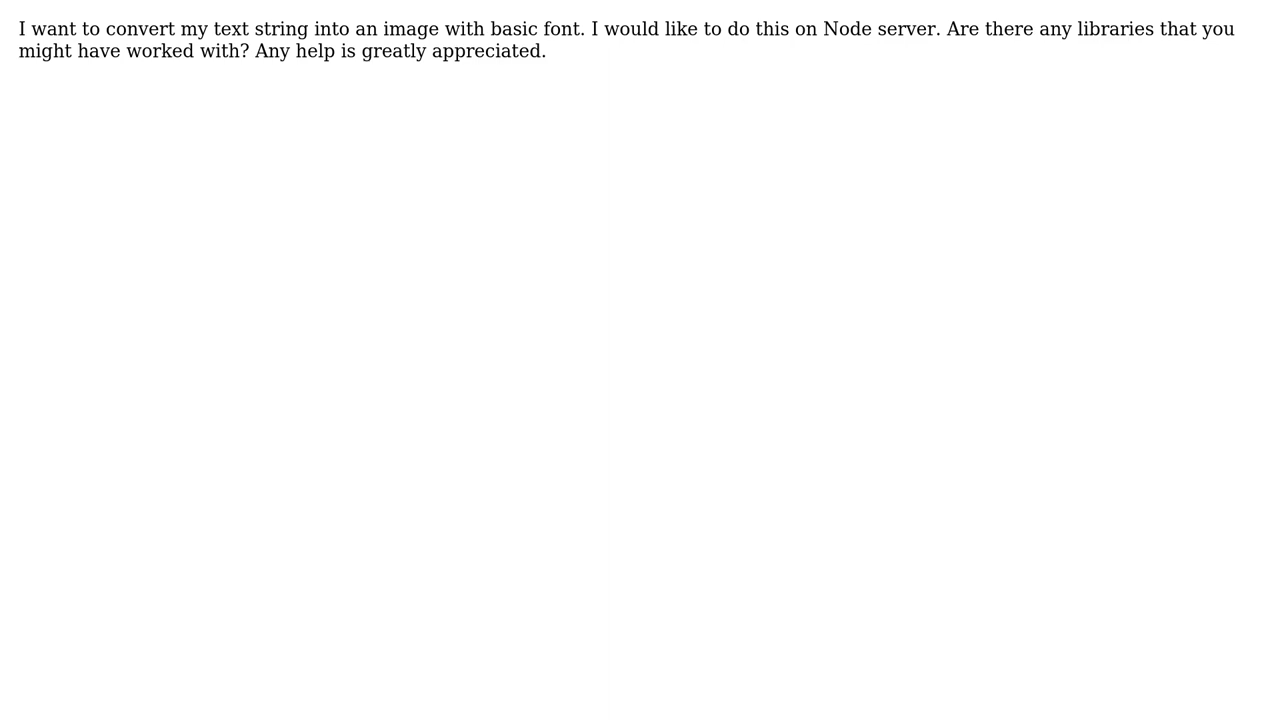 I want to convert my text string into an image with basic font. I would like to do this on Node server. Are there any libraries that you
might have worked with? Any help is greatly appreciated.